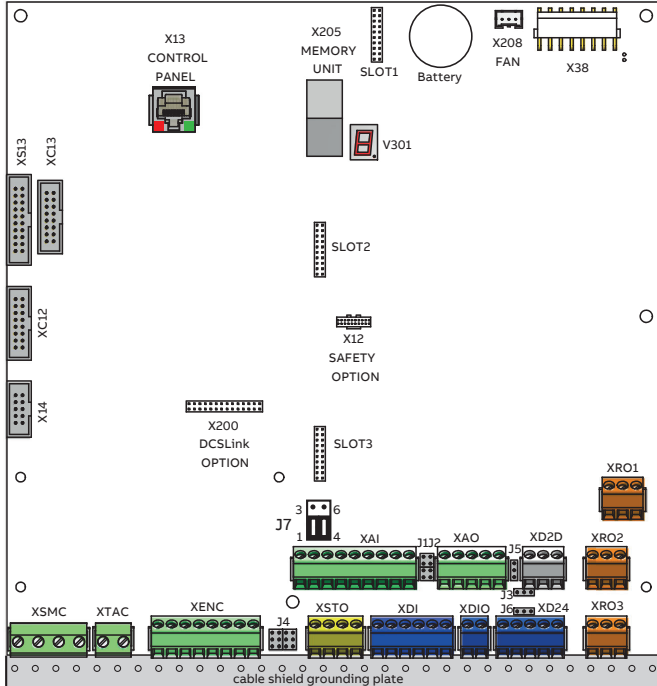 X13
CONTROL
PANEL
X205
MEMORY
UNIT
SLOT1
Battery
X208
FAN
X38
V301
XS13
XC13
SLOT2
XC12
X12
SAFETY
OPTION
X14
X200
DCSLink
OPTION
SLOT3
XRO1
3 6
J7
1 4
XAI
J1J2
XAO
J5
XD2D
XRO2
J3
XSMC
XTAC
XENC
J4
XSTO
XDI
XDIO
J6
XD24
XRO3
cable shield grounding plate